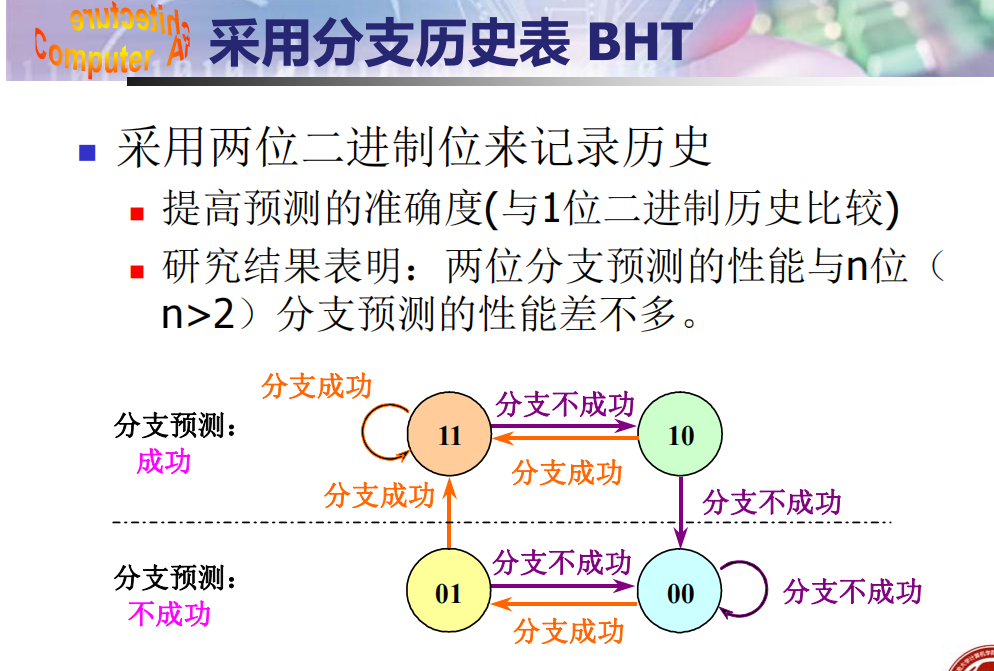 chitecture
Computer Ar
采用分支历史表 BHT
采用两位二进制位来记录历史
提高预测的准确度(与1位二进制历史比较)
研究结果表明：两位分支预测的性能与n位（
n>2）分支预测的性能差不多。
分支成功
分支不成功
分支预测：
成功
11
10
分支成功
分支成功
分支不成功
分支预测：
不成功
分支不成功
01
00
分支不成功
分支成功